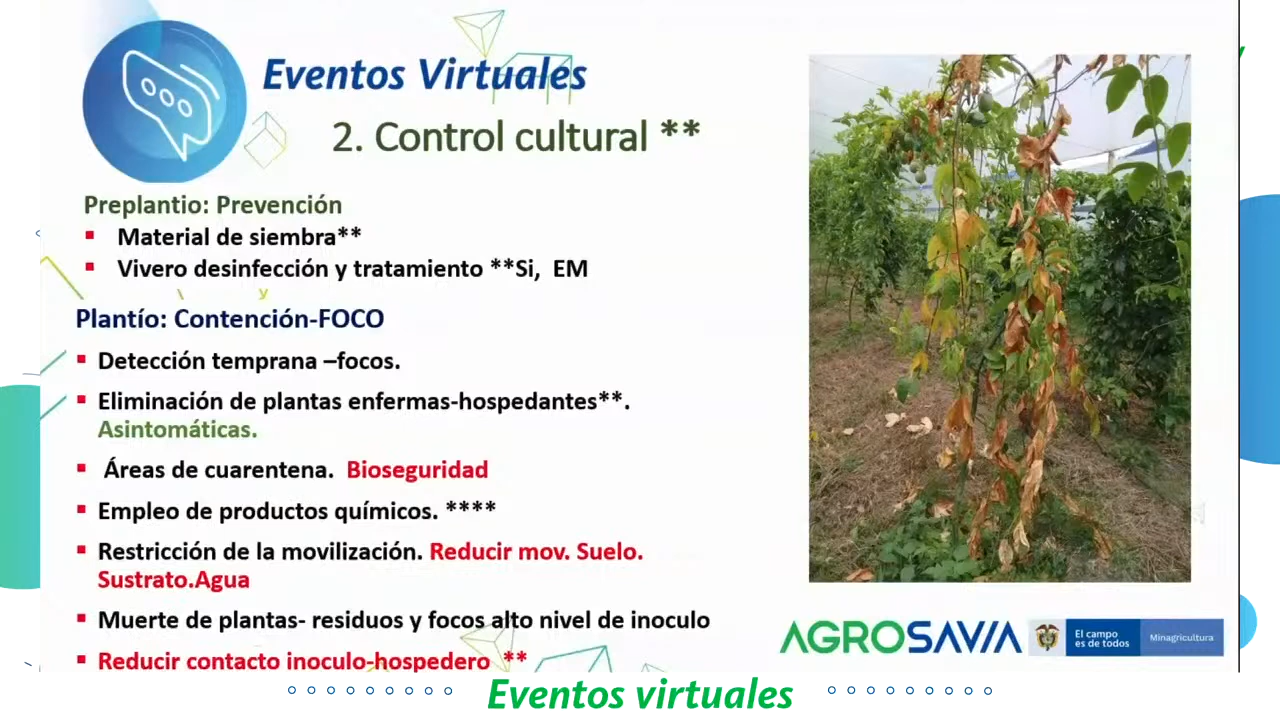 Eventos Virtuales
2. Control cultural **
Preplantio: Prevención
Material de siembra**
Vivero desinfección y tratamiento **Si, EM
Plantío: Contención-FOCO
Detección temprana –focos.
Eliminación de plantas enfermas-hospedantes**.
Asintomáticas.
Áreas de cuarentena. Bioseguridad
Empleo de productos químicos. ****
Restricción de la movilización. Reducir mov. Suelo.
Sustrato.Agua
Muerte de plantas- residuos y focos alto nivel de inoculo
Reducir contacto inoculo-hospedero **
AGROSAVIA
El campo
es de todos
Minagricultura
Eventos virtuales